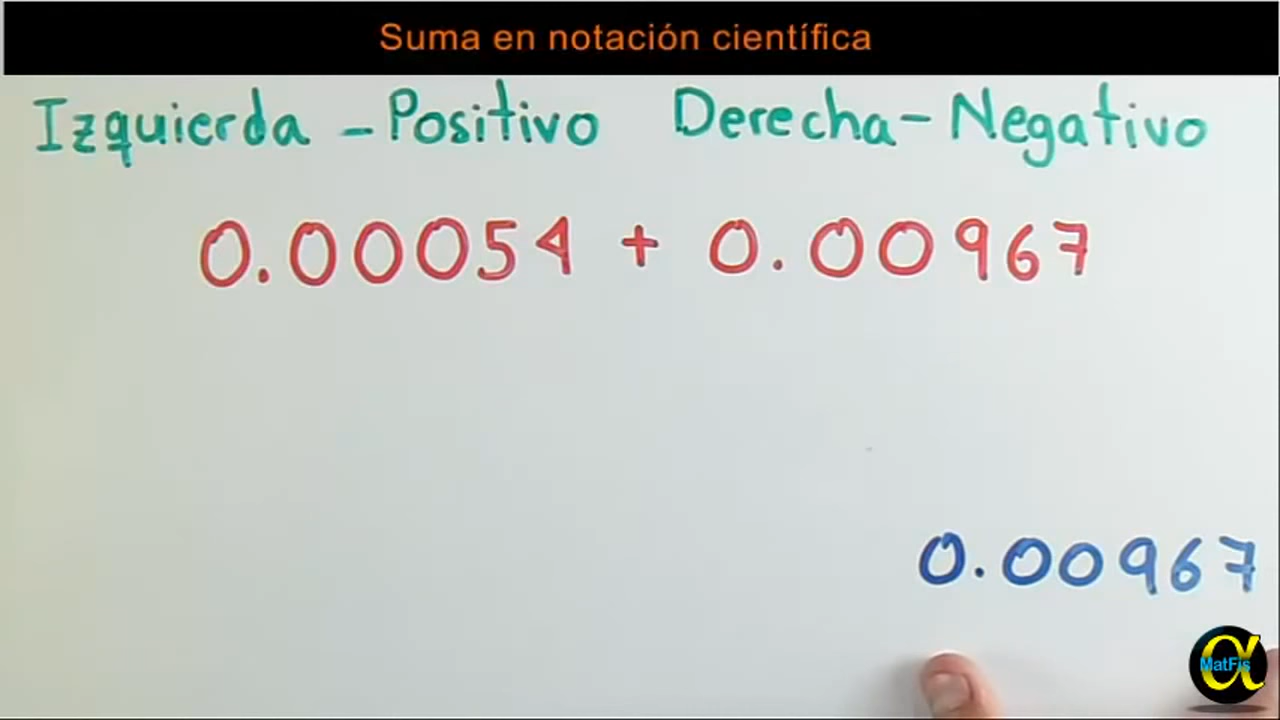 Suma en notación científica
Izquierda - Positivo Derecha - Negativo
0.00054 + 0.00967
0.00967
MatFis
α